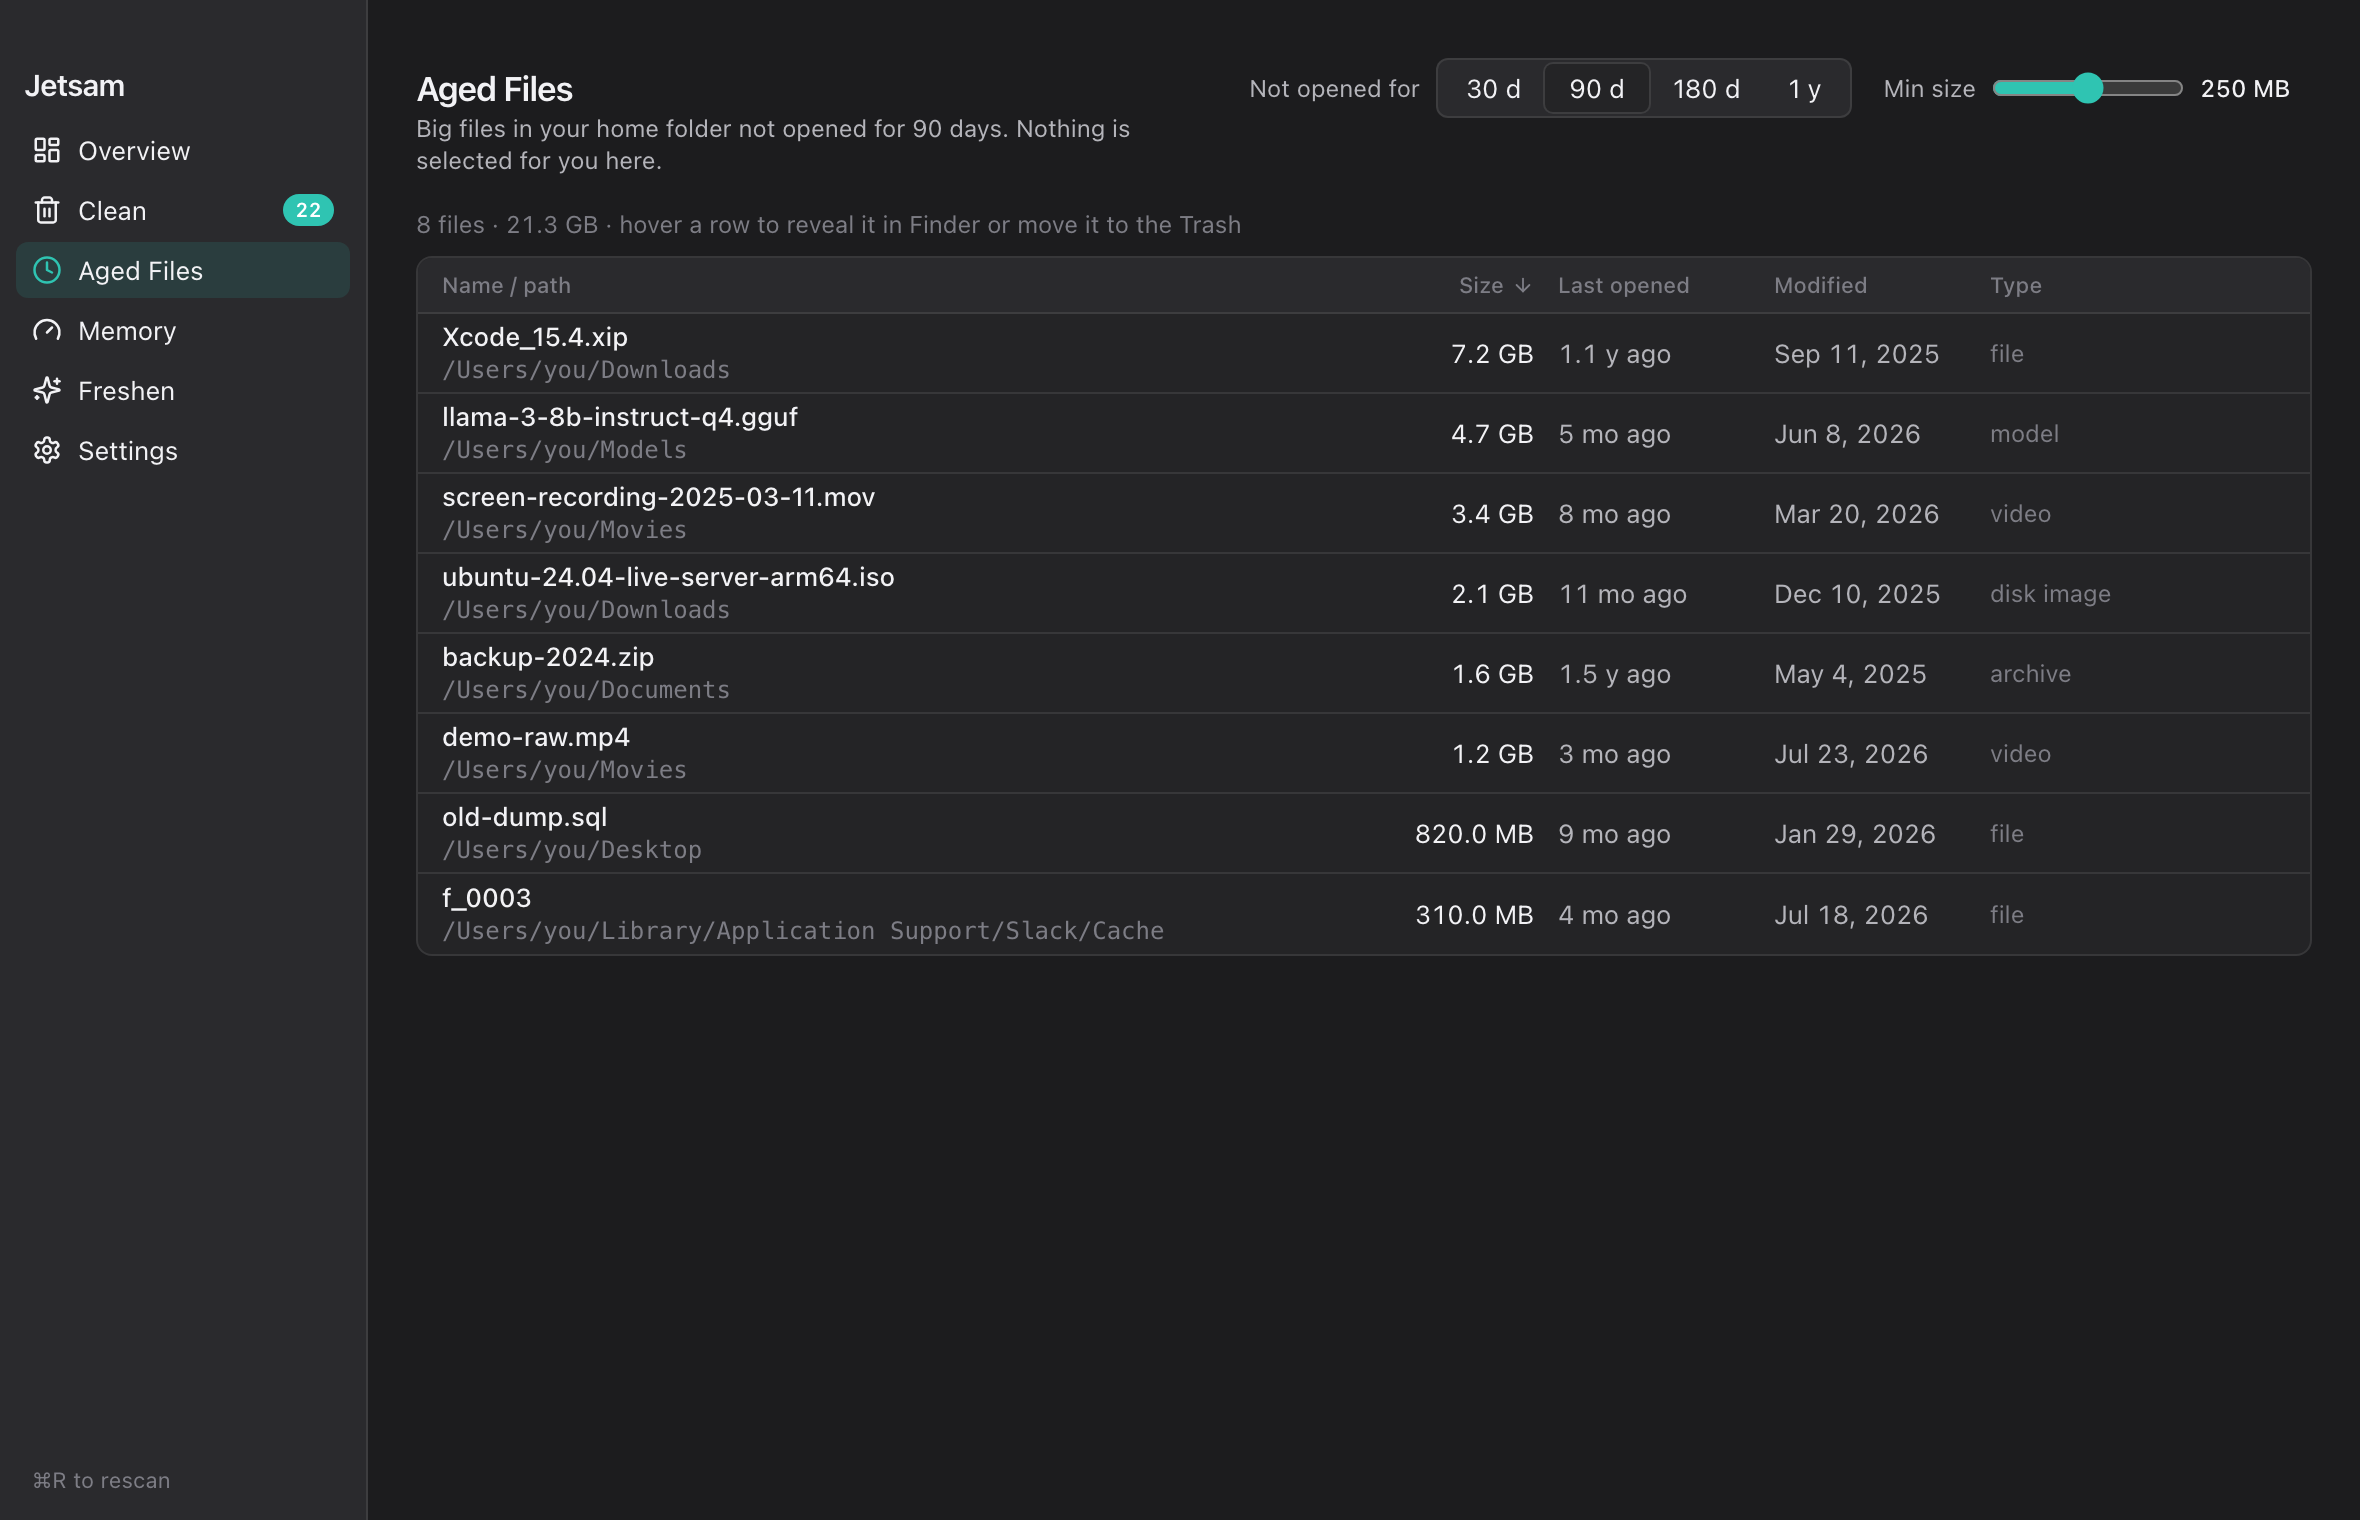 Jetsam
Overview
Clean 22
Aged Files
Memory
Freshen
Settings
⌘R to rescan
Aged Files
Big files in your home folder not opened for 90 days. Nothing is
selected for you here.
Not opened for 30 d 90 d 180 d 1 y Min size 250 MB
8 files · 21.3 GB · hover a row to reveal it in Finder or move it to the Trash
Name / path Size ↓ Last opened Modified Type
Xcode_15.4.xip
/Users/you/Downloads
7.2 GB 1.1 y ago Sep 11, 2025 file
llama-3-8b-instruct-q4.gguf
/Users/you/Models
4.7 GB 5 mo ago Jun 8, 2026 model
screen-recording-2025-03-11.mov
/Users/you/Movies
3.4 GB 8 mo ago Mar 20, 2026 video
ubuntu-24.04-live-server-arm64.iso
/Users/you/Downloads
2.1 GB 11 mo ago Dec 10, 2025 disk image
backup-2024.zip
/Users/you/Documents
1.6 GB 1.5 y ago May 4, 2025 archive
demo-raw.mp4
/Users/you/Movies
1.2 GB 3 mo ago Jul 23, 2026 video
old-dump.sql
/Users/you/Desktop
820.0 MB 9 mo ago Jan 29, 2026 file
f_0003
/Users/you/Library/Application Support/Slack/Cache
310.0 MB 4 mo ago Jul 18, 2026 file